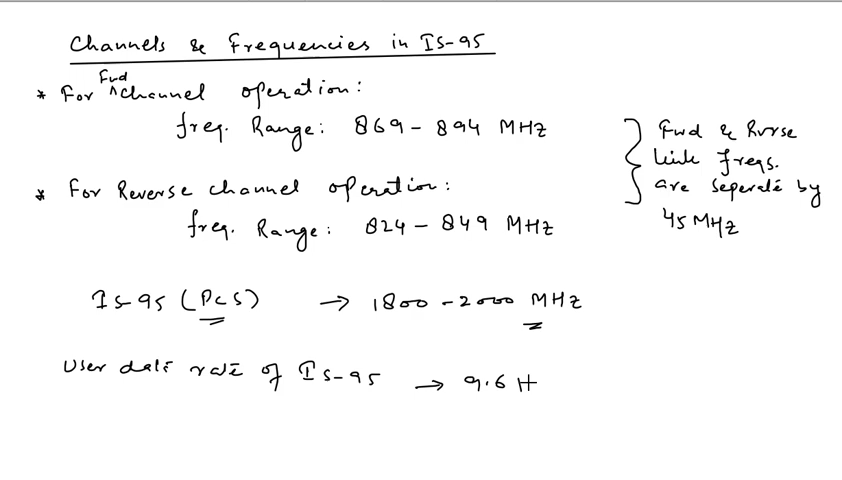 Channels & Frequencies in IS-95
* For Fwd channel operation:
freq. Range: 869 - 894 MHz
* For Reverse channel operation:
freq. Range: 824 - 849 MHz
Fwd & Rvrse
link freqs.
are seperate by
45 MHz
IS-95 (PCS) → 1800 - 2000 MHz
User data rate of IS-95 → 9.6 H